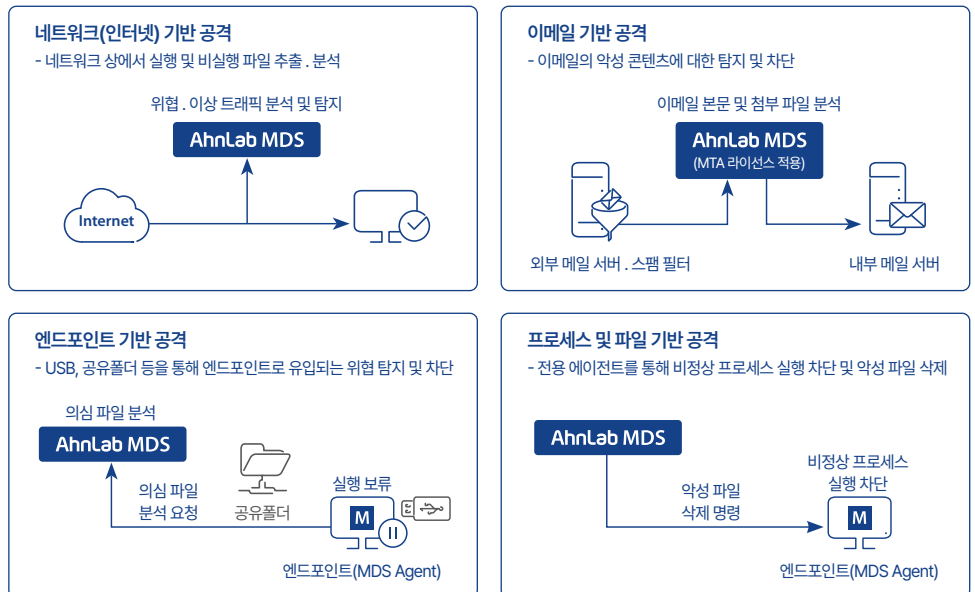 네트워크(인터넷) 기반 공격
- 네트워크 상에서 실행 및 비실행 파일 추출 . 분석
위협 . 이상 트래픽 분석 및 탐지
AhnLab MDS
Internet
이메일 기반 공격
- 이메일의 악성 콘텐츠에 대한 탐지 및 차단
이메일 본문 및 첨부 파일 분석
AhnLab MDS
(MTA 라이선스 적용)
외부 메일 서버 . 스팸 필터
내부 메일 서버
엔드포인트 기반 공격
- USB, 공유폴더 등을 통해 엔드포인트로 유입되는 위협 탐지 및 차단
의심 파일 분석
AhnLab MDS
의심 파일
분석 요청
공유폴더
실행 보류
M
엔드포인트(MDS Agent)
프로세스 및 파일 기반 공격
- 전용 에이전트를 통해 비정상 프로세스 실행 차단 및 악성 파일 삭제
AhnLab MDS
악성 파일
삭제 명령
비정상 프로세스
실행 차단
M
엔드포인트(MDS Agent)